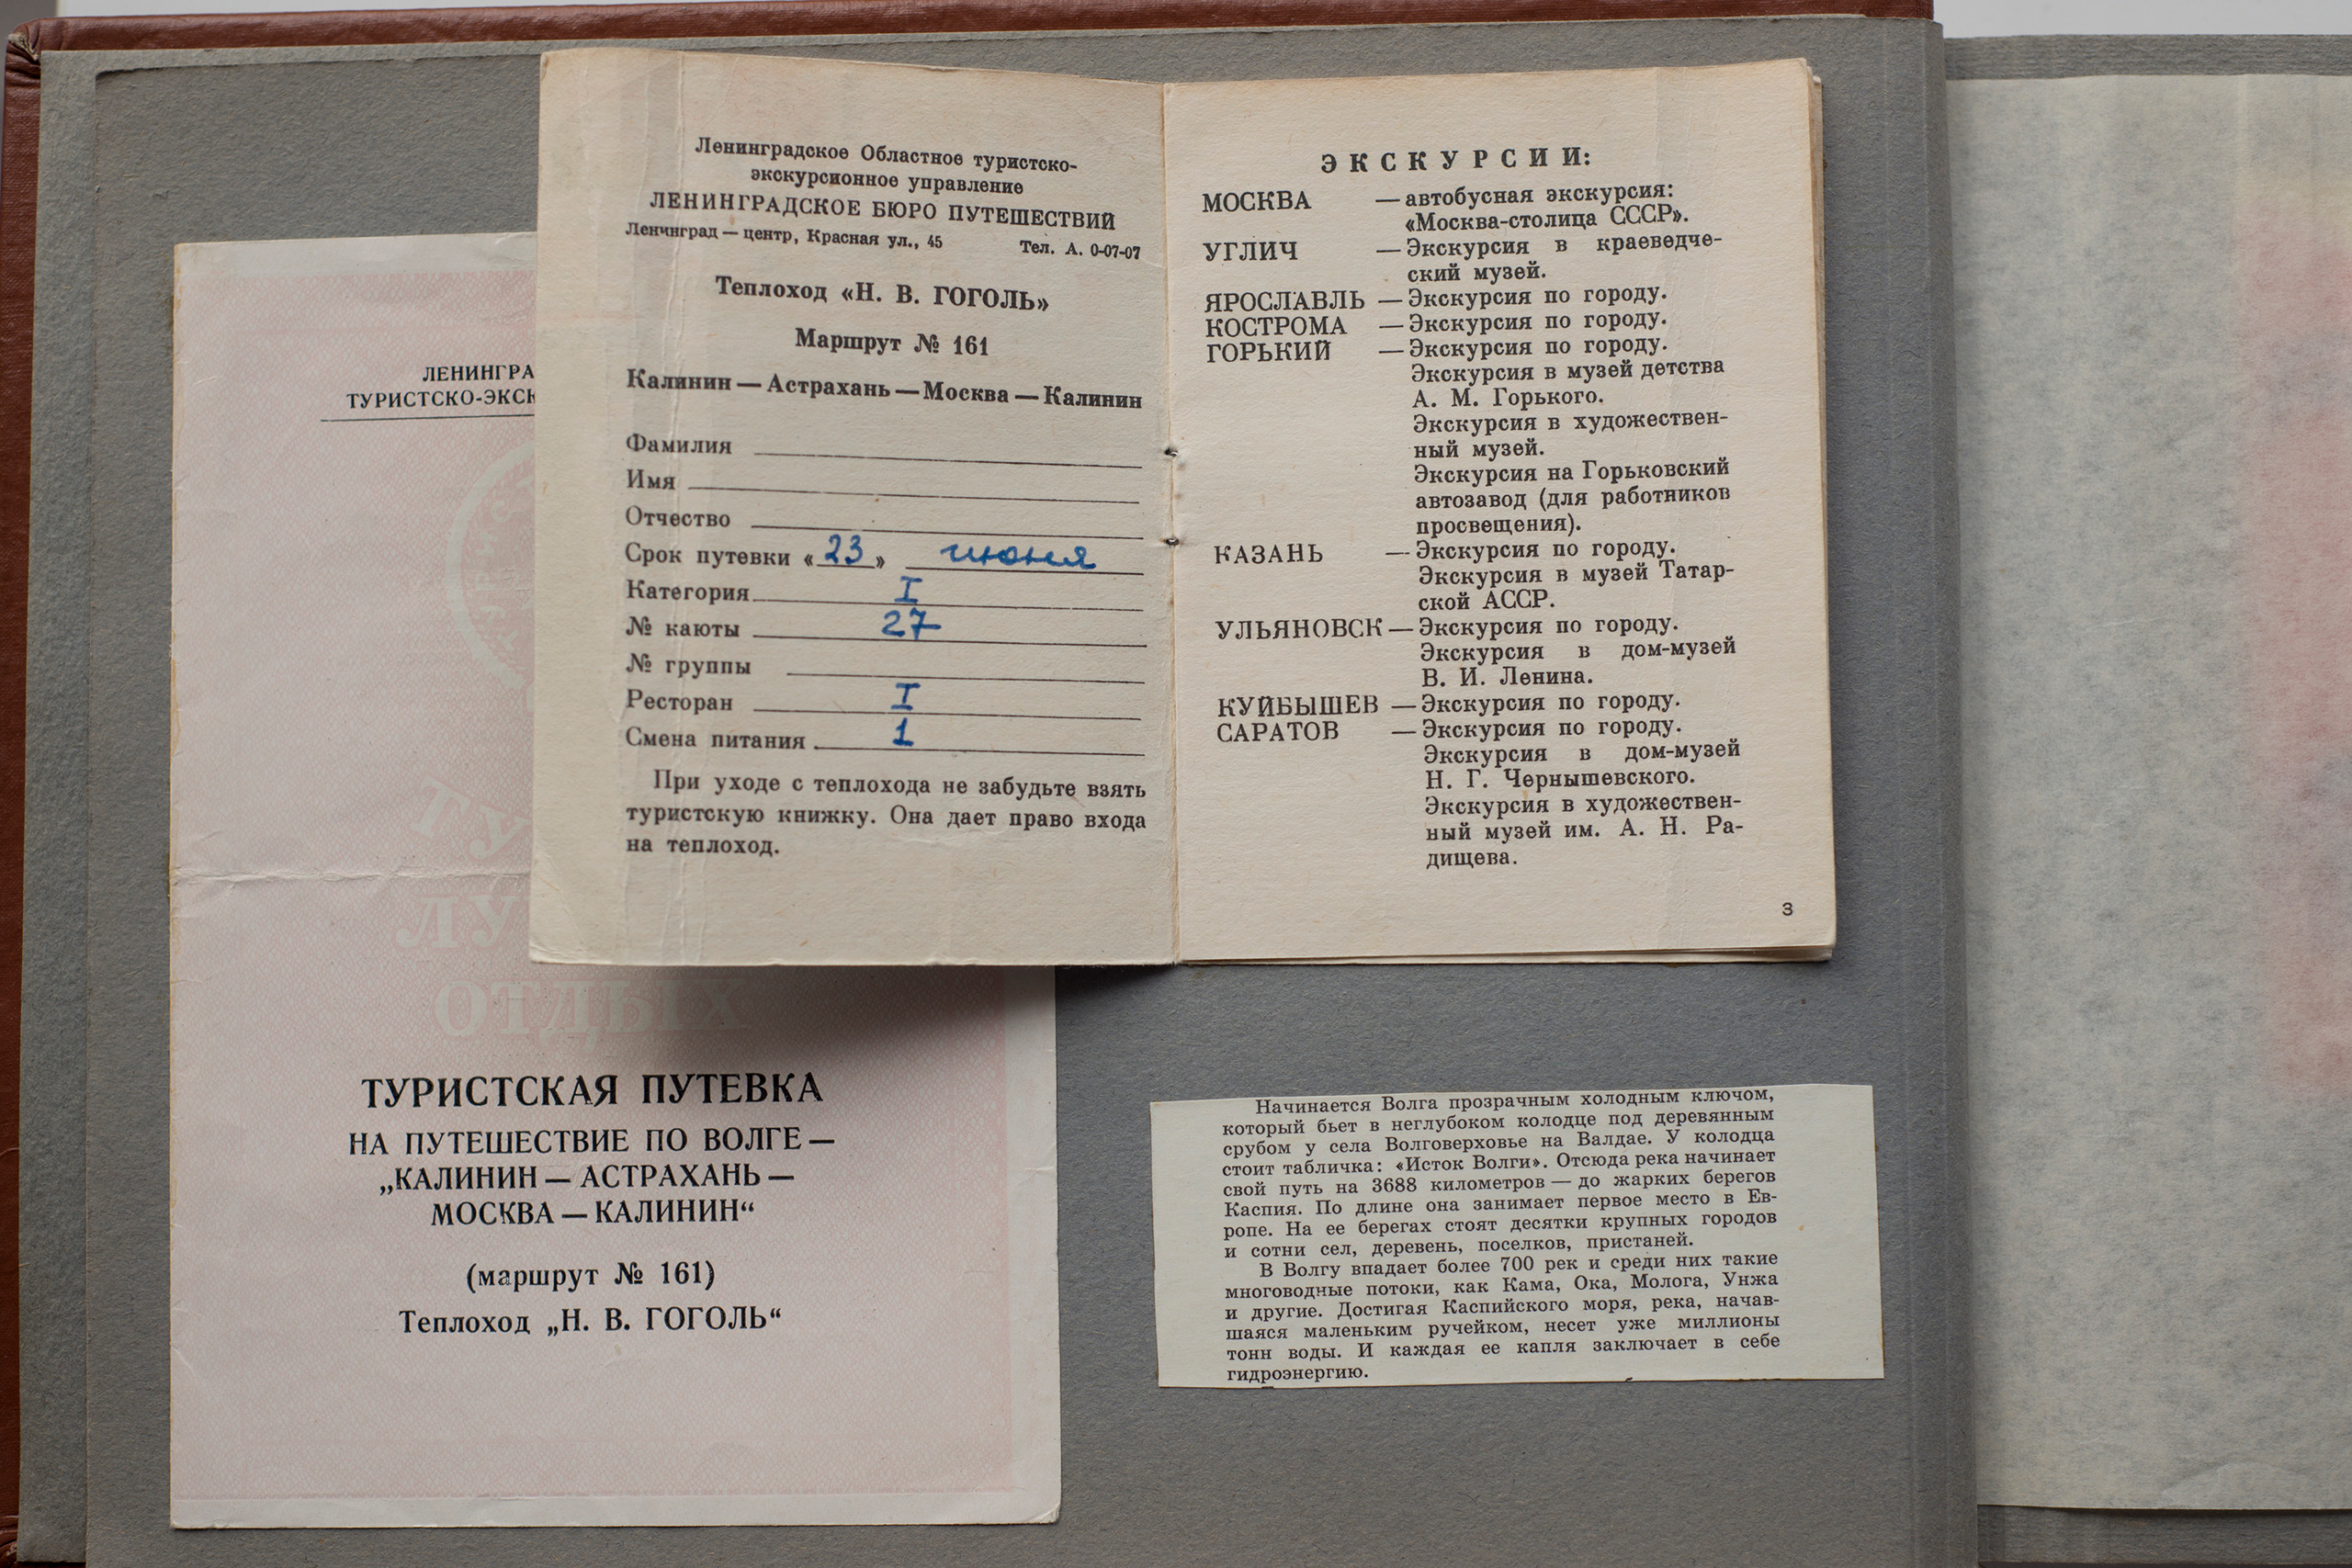 Ленинградское Областное туристско-
экскурсионное управление
ЛЕНИНГРАДСКОЕ БЮРО ПУТЕШЕСТВИЙ
Ленинград — центр, Красная ул., 45 Тел. А. 0-07-07
Теплоход «Н. В. ГОГОЛЬ»
Маршрут № 161
Калинин — Астрахань — Москва — Калинин
Фамилия
Имя
Отчество
Срок путевки «23» июня
Категория I
№ каюты 27
№ группы
Ресторан I
Смена питания 1
При уходе с теплохода не забудьте взять
туристскую книжку. Она дает право входа
на теплоход.
ЭКСКУРСИИ:
МОСКВА — автобусная экскурсия:
«Москва-столица СССР».
УГЛИЧ — Экскурсия в краеведче-
ский музей.
ЯРОСЛАВЛЬ — Экскурсия по городу.
КОСТРОМА — Экскурсия по городу.
ГОРЬКИЙ — Экскурсия по городу.
Экскурсия в музей детства
А. М. Горького.
Экскурсия в художествен-
ный музей.
Экскурсия на Горьковский
автозавод (для работников
просвещения).
КАЗАНЬ — Экскурсия по городу.
Экскурсия в музей Татар-
ской АССР.
УЛЬЯНОВСК — Экскурсия по городу.
Экскурсия в дом-музей
В. И. Ленина.
КУЙБЫШЕВ — Экскурсия по городу.
САРАТОВ — Экскурсия по городу.
Экскурсия в дом-музей
Н. Г. Чернышевского.
Экскурсия в художествен-
ный музей им. А. Н. Ра-
дищева.
3
ЛЕНИНГРА
ТУРИСТСКО-ЭКСК
ТУ
ЛУ
ОТДЫХ
ТУРИСТСКАЯ ПУТЕВКА
НА ПУТЕШЕСТВИЕ ПО ВОЛГЕ —
„КАЛИНИН — АСТРАХАНЬ —
МОСКВА — КАЛИНИН“
(маршрут № 161)
Теплоход „Н. В. ГОГОЛЬ“
Начинается Волга прозрачным холодным ключом,
который бьет в неглубоком колодце под деревянным
срубом у села Волговерховье на Валдае. У колодца
стоит табличка: «Исток Волги». Отсюда река начинает
свой путь на 3688 километров — до жарких берегов
Каспия. По длине она занимает первое место в Ев-
ропе. На ее берегах стоят десятки крупных городов
и сотни сел, деревень, поселков, пристаней.
В Волгу впадает более 700 рек и среди них такие
многоводные потоки, как Кама, Ока, Молога, Унжа
и другие. Достигая Каспийского моря, река, начав-
шаяся маленьким ручейком, несет уже миллионы
тонн воды. И каждая ее капля заключает в себе
гидроэнергию.